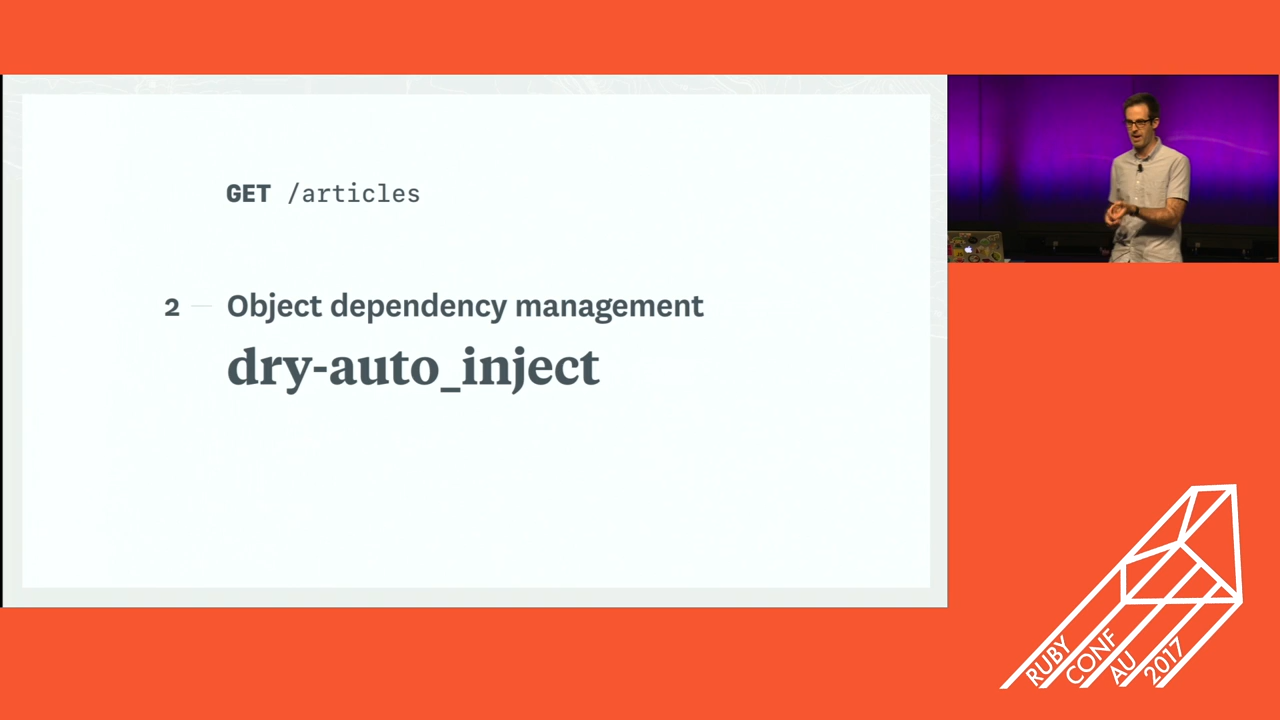 GET /articles
2 — Object dependency management
dry-auto_inject
RUBY
CONF
AU
2017